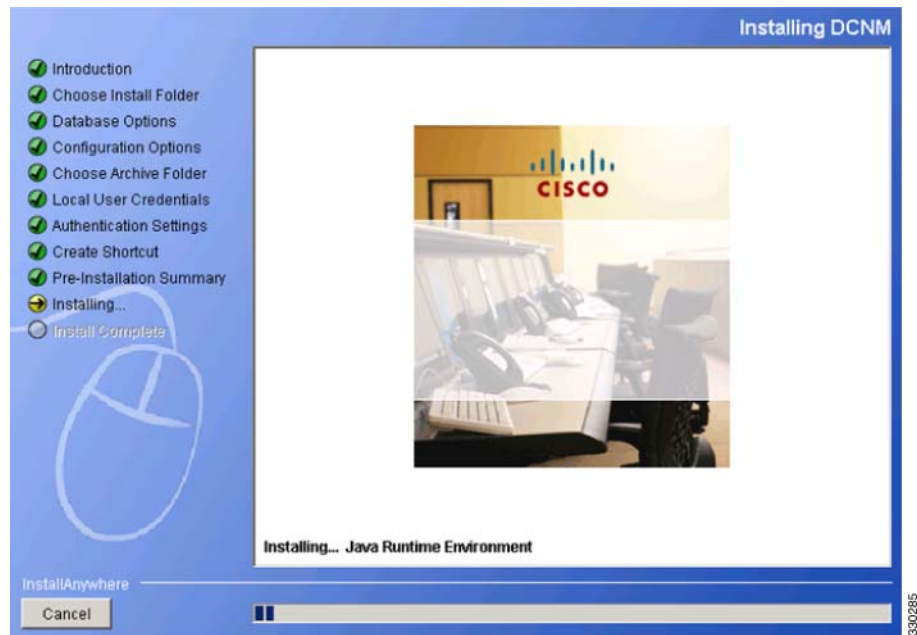 Installing DCNM
Introduction
Choose Install Folder
Database Options
Configuration Options
Choose Archive Folder
Local User Credentials
Authentication Settings
Create Shortcut
Pre-Installation Summary
Installing...
Install Complete
CISCO
Installing... Java Runtime Environment
InstallAnywhere
Cancel
330285